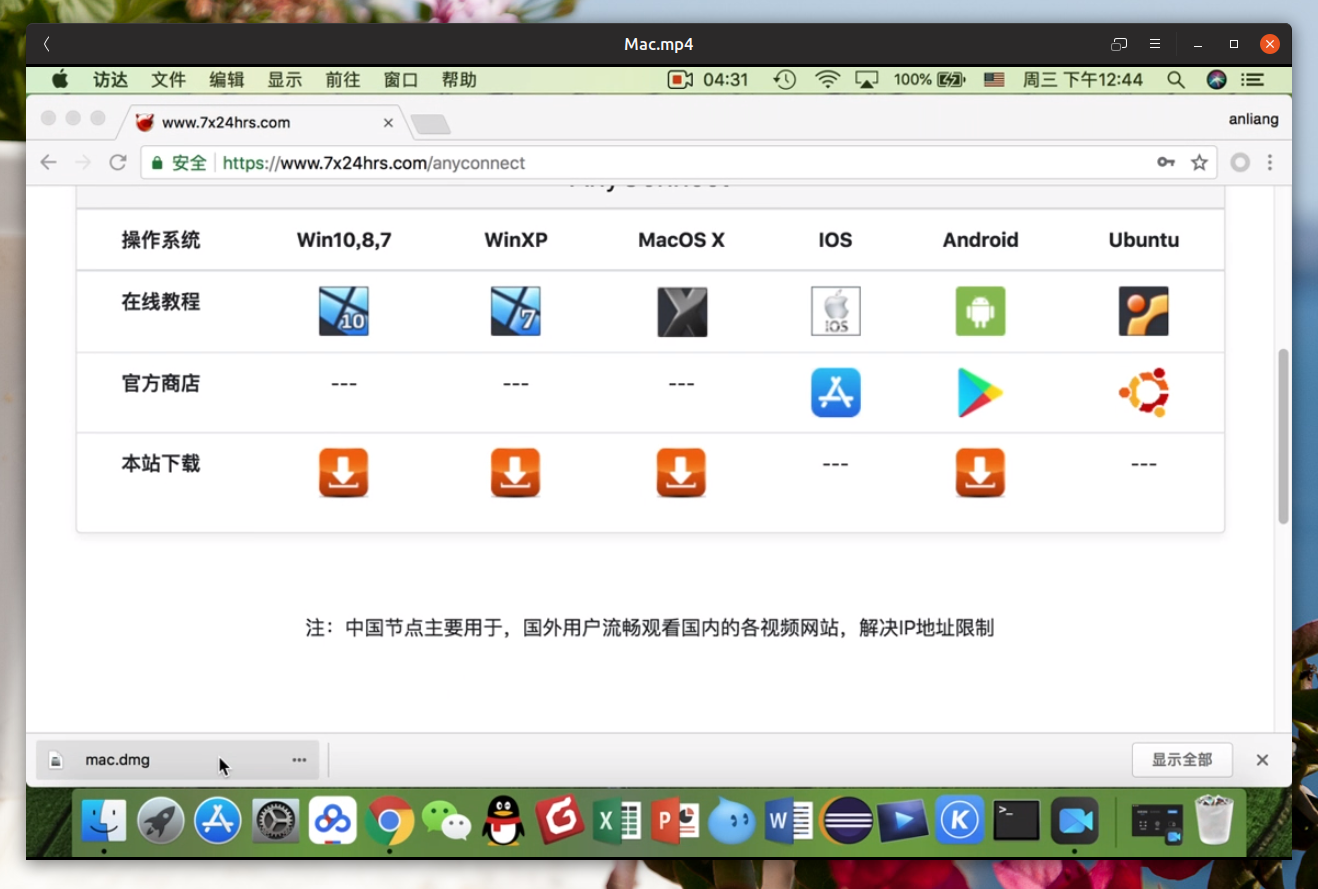 Mac.mp4
访达 文件 编辑 显示 前往 窗口 帮助 04:31 100% 周三 下午12:44
www.7x24hrs.com anliang
安全 https://www.7x24hrs.com/anyconnect
AnyConnect
操作系统 Win10,8,7 WinXP MacOS X IOS Android Ubuntu
在线教程 10 7 X IOS
官方商店 --- --- ---
本站下载 --- ---
注：中国节点主要用于，国外用户流畅观看国内的各视频网站，解决IP地址限制
mac.dmg 显示全部
X P W K >_